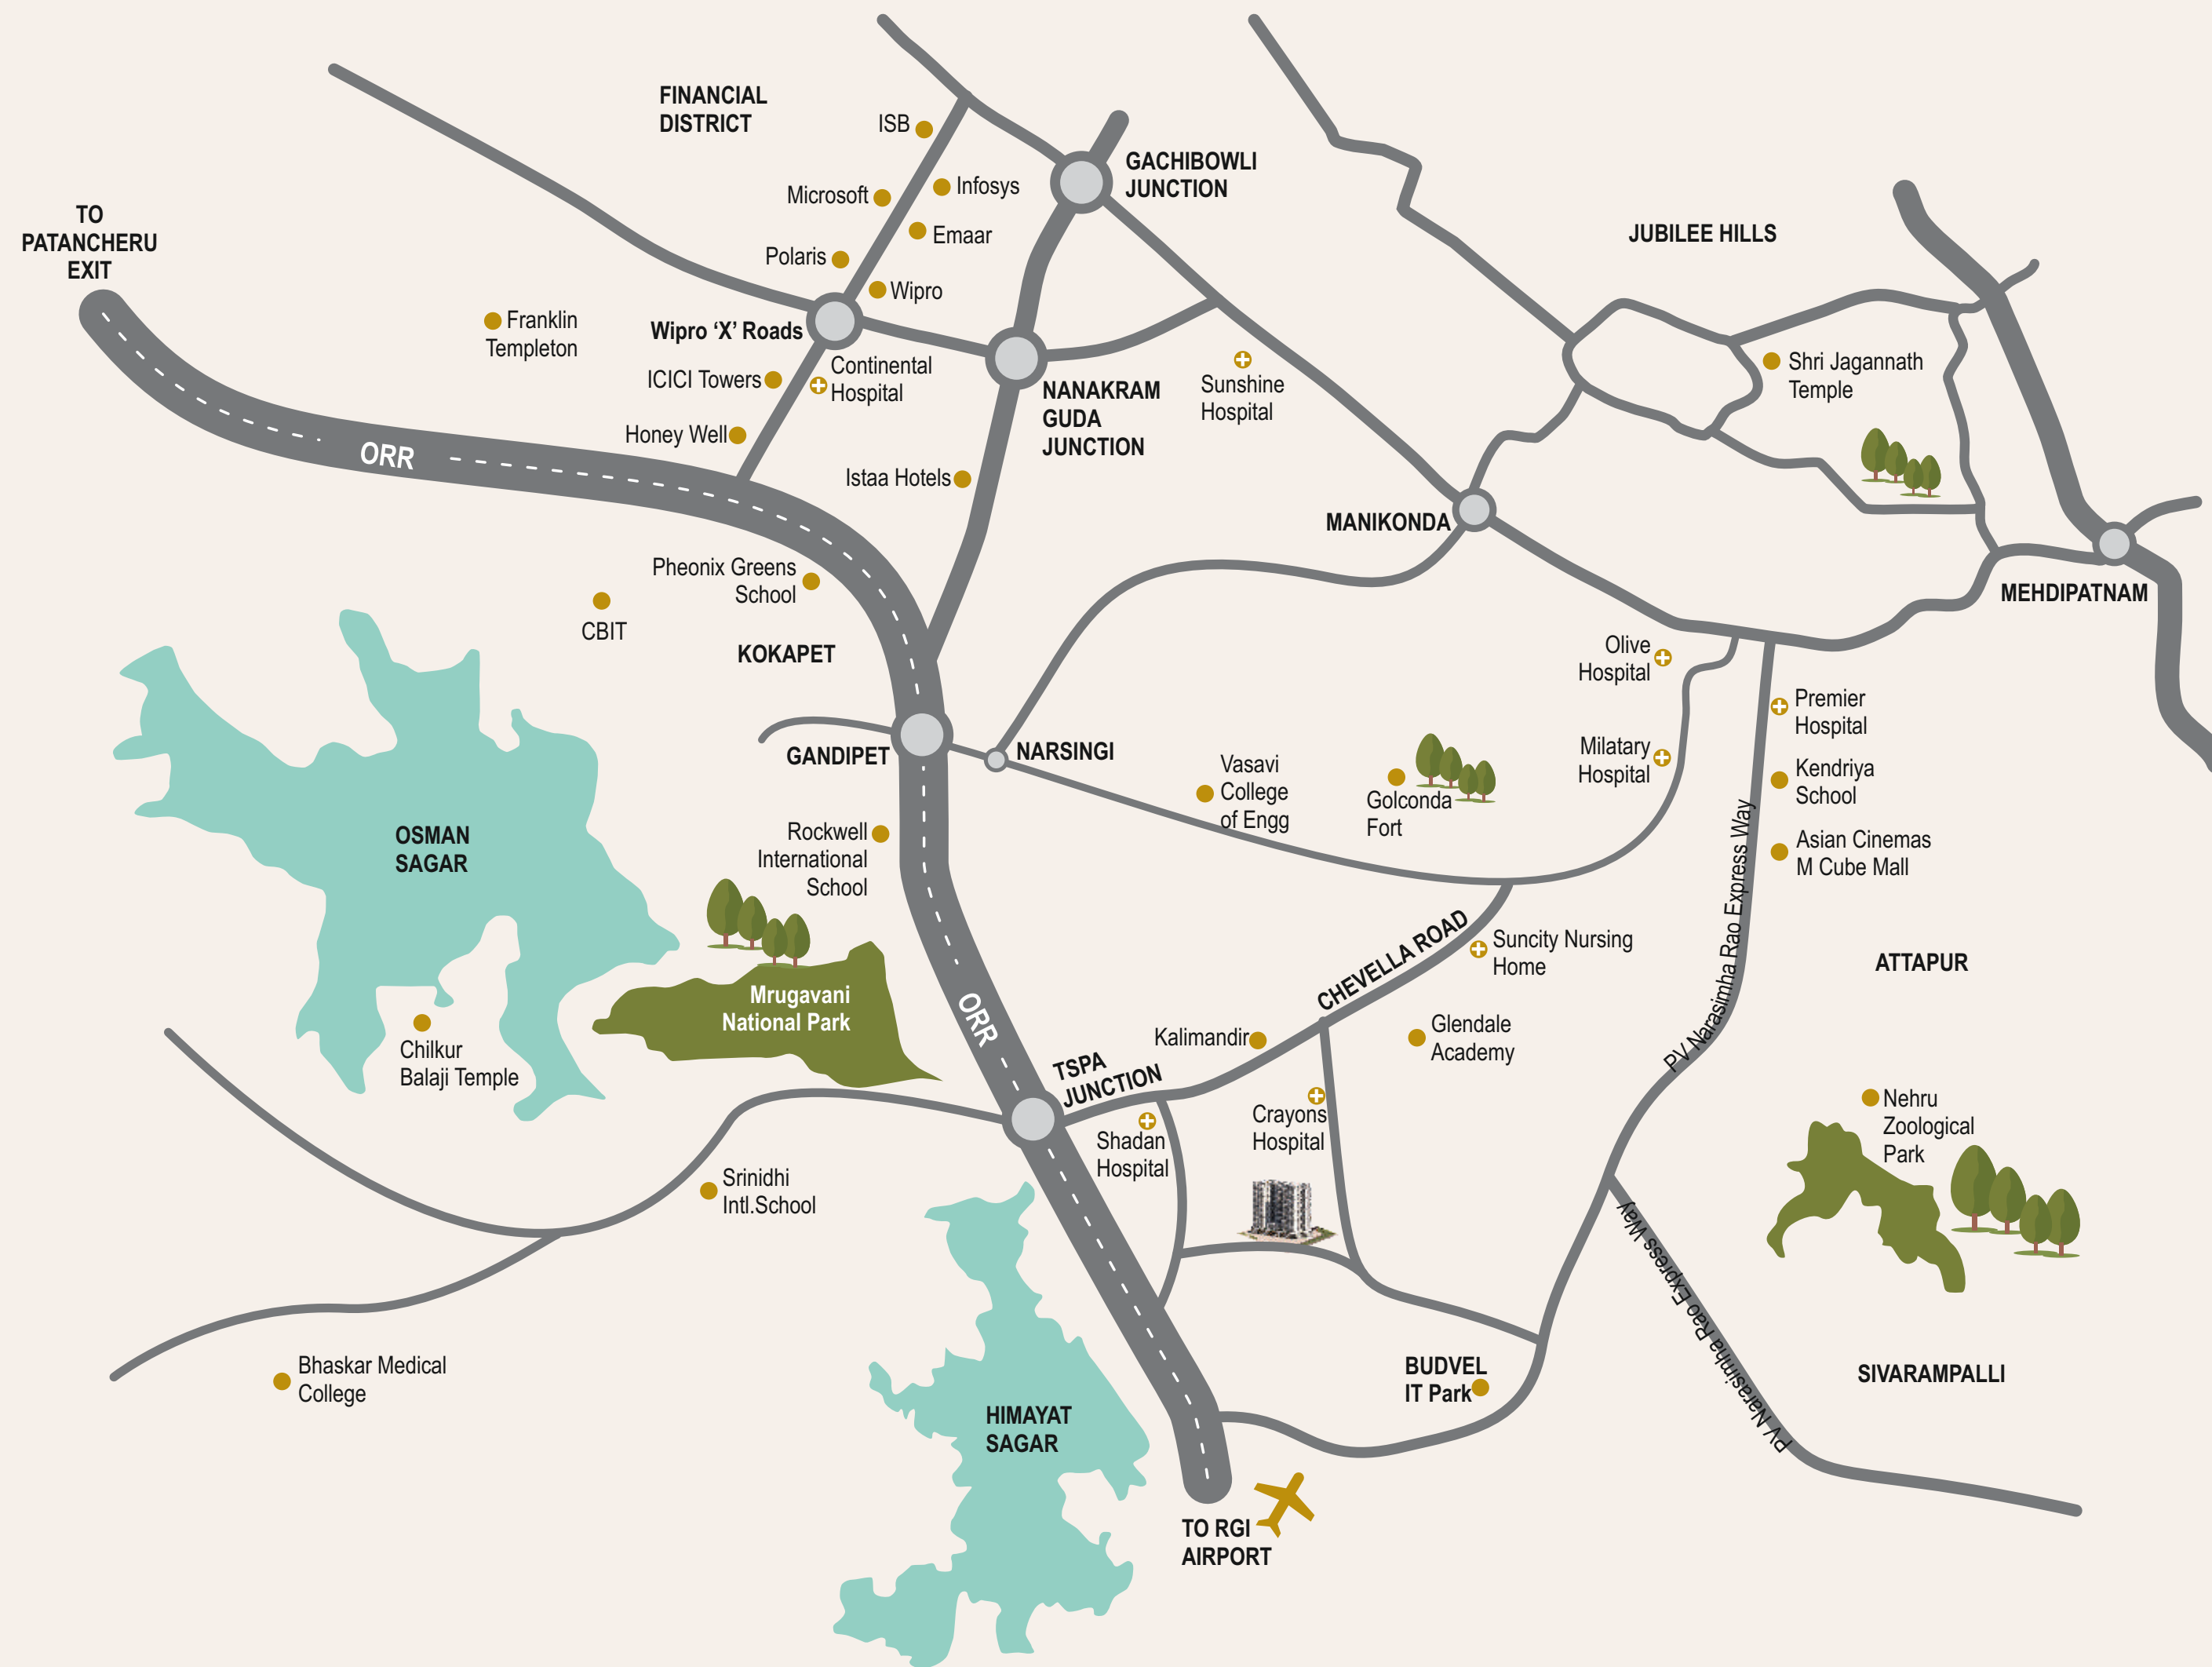 FINANCIAL
DISTRICT
ISB
GACHIBOWLI
JUNCTION
Microsoft
Infosys
Emaar
TO
PATANCHERU
EXIT
JUBILEE HILLS
Polaris
Wipro
Franklin
Templeton
Wipro ‘X’ Roads
ICICI Towers
Continental
Hospital
NANAKRAM
GUDA
JUNCTION
Sunshine
Hospital
Shri Jagannath
Temple
Honey Well
ORR
Istaa Hotels
MANIKONDA
MEHDIPATNAM
Pheonix Greens
School
CBIT
KOKAPET
Olive
Hospital
Premier
Hospital
GANDIPET
NARSINGI
Vasavi
College
of Engg
Golconda
Fort
Milatary
Hospital
Kendriya
School
Asian Cinemas
M Cube Mall
PV Narasimha Rao Express Way
OSMAN
SAGAR
Rockwell
International
School
CHEVELLA ROAD
Suncity Nursing
Home
ATTAPUR
Mrugavani
National Park
ORR
Kalimandir
Glendale
Academy
Chilkur
Balaji Temple
TSPA
JUNCTION
Shadan
Hospital
Crayons
Hospital
Nehru
Zoological
Park
Srinidhi
Intl.School
PV Narasimha Rao Express Way
Bhaskar Medical
College
BUDVEL
IT Park
SIVARAMPALLI
HIMAYAT
SAGAR
TO RGI
AIRPORT